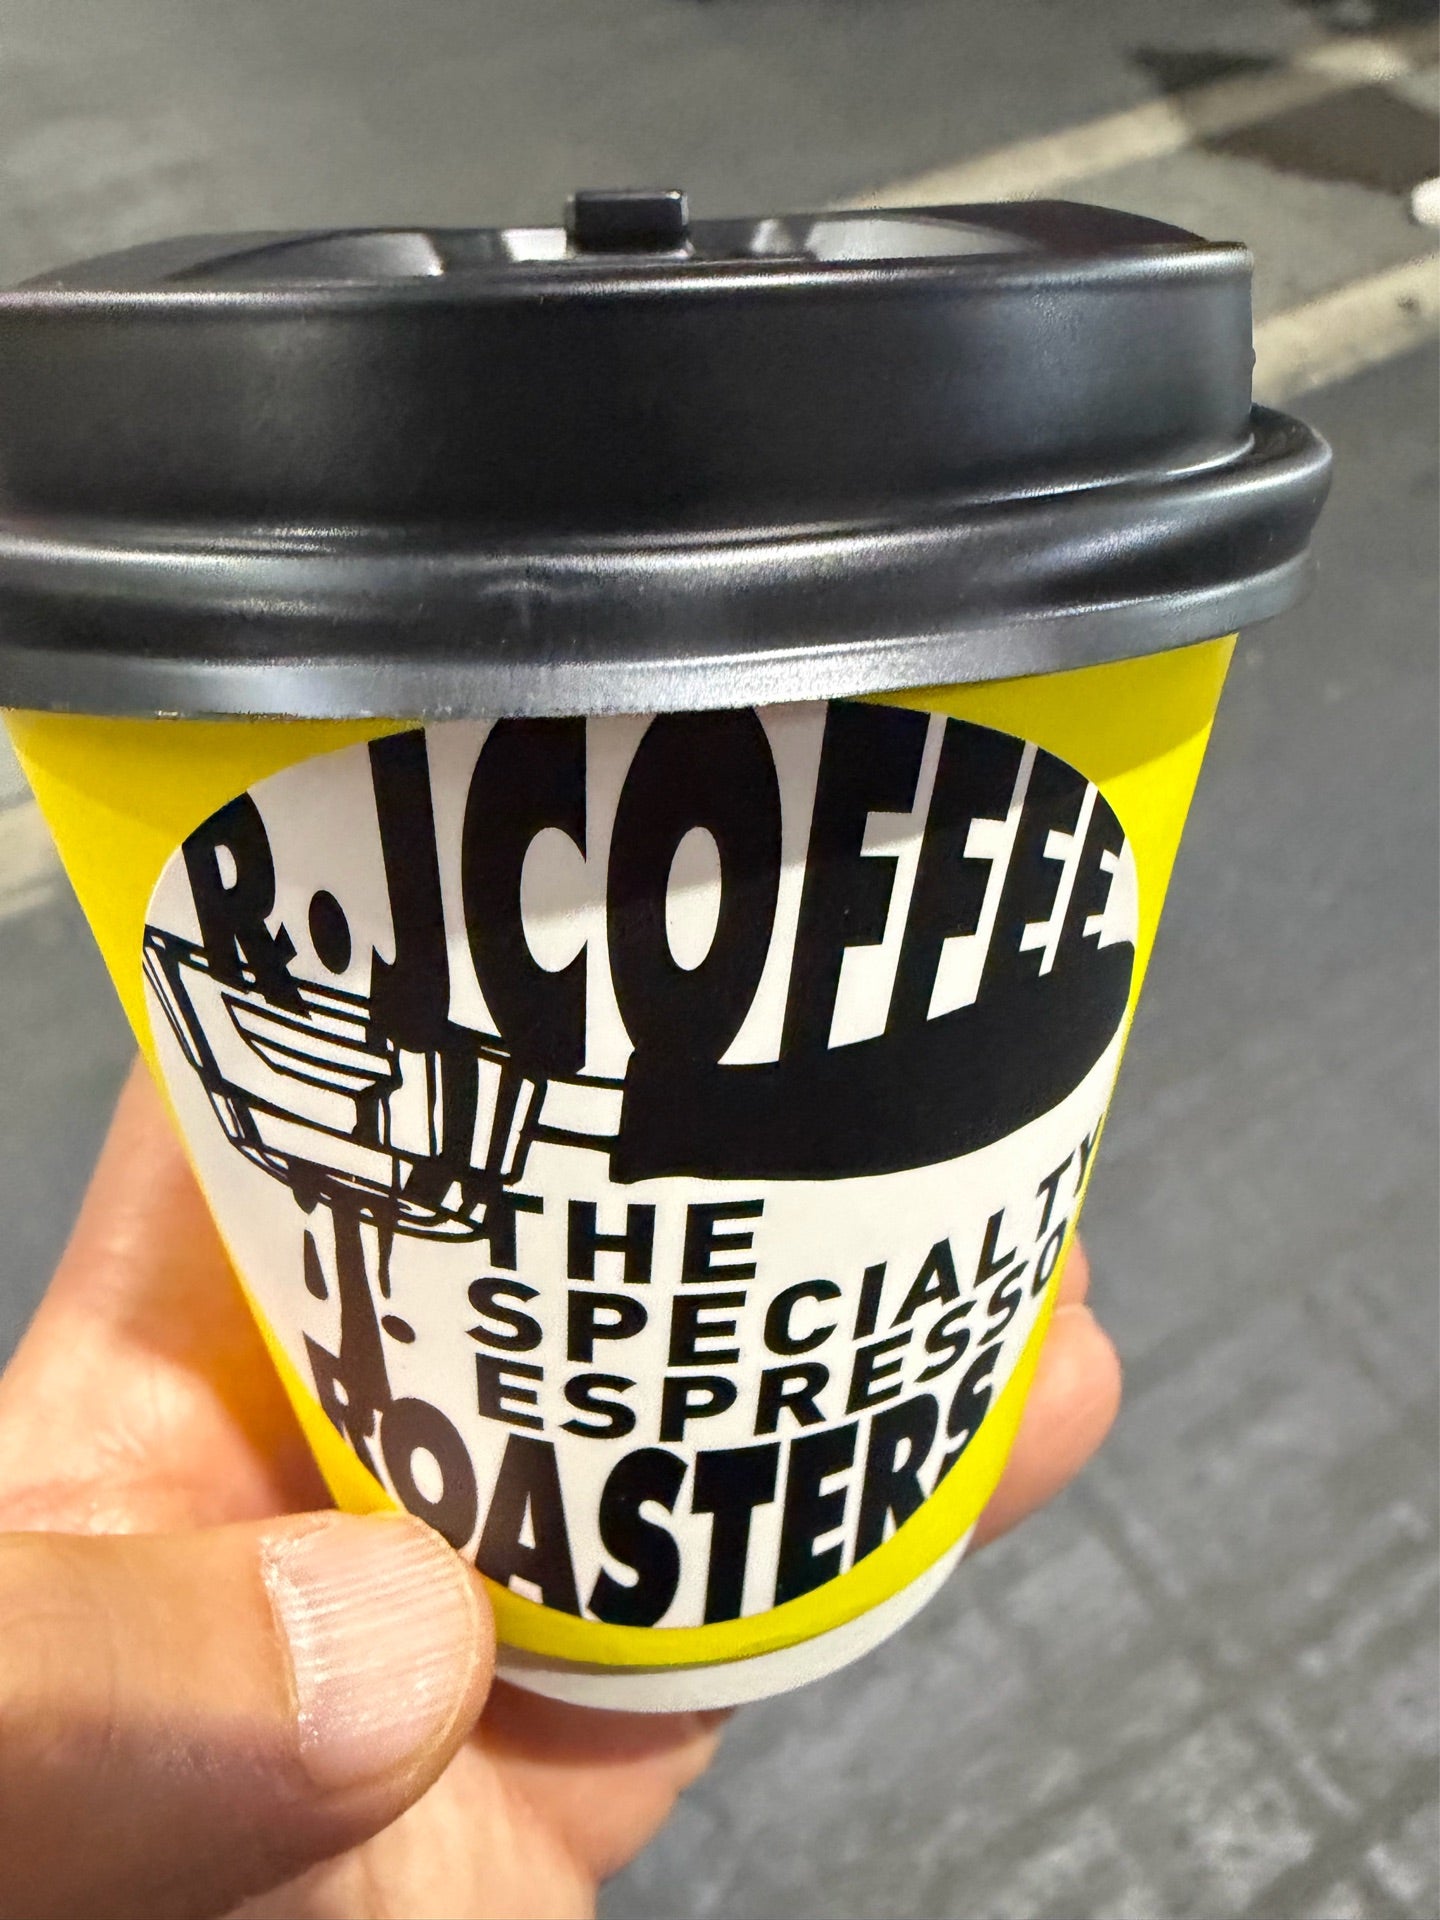 R.J COFFEE
THE
SPECIALTY
ESPRESSO
ROASTERS